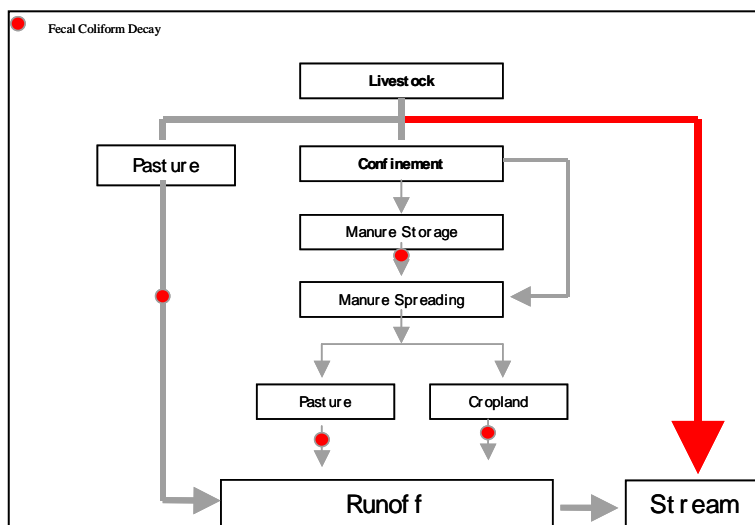 Fecal Coliform Decay
Livestock
Pasture
Confinement
Manure Storage
Manure Spreading
Pasture
Cropland
Runoff
Stream